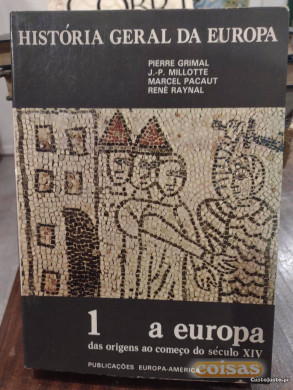 HISTÓRIA GERAL DA EUROPA
PIERRE GRIMAL
J.-P. MILLOTTE
MARCEL PACAUT
RENÉ RAYNAL
1 a europa
das origens ao começo do século XIV
PUBLICAÇÕES EUROPA-AMÉRICA
coisas